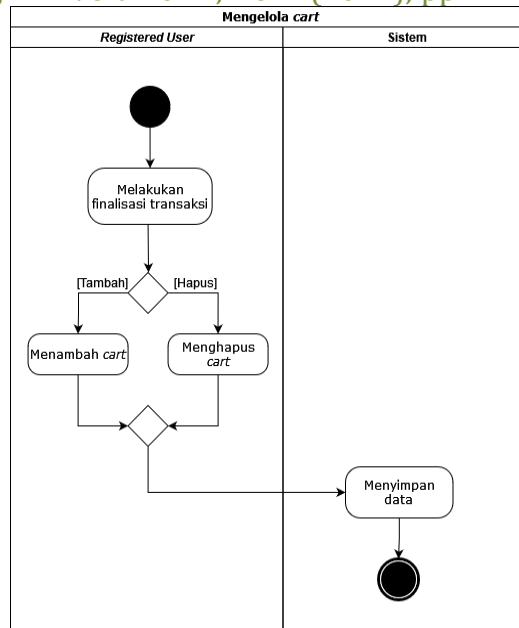 Mengelola cart
Registered User
Sistem
Melakukan
finalisasi transaksi
[Tambah]
[Hapus]
Menambah cart
Menghapus
cart
Menyimpan
data